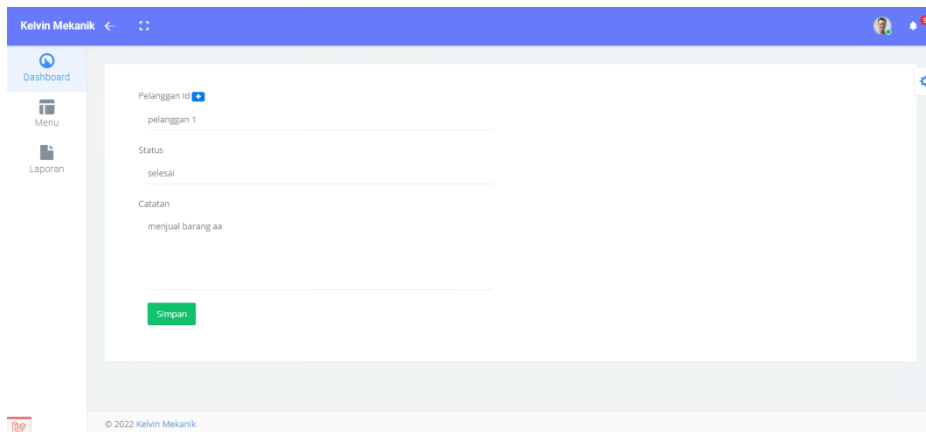 Kelvin Mekanik
Dashboard
Menu
Laporan
Pelanggan Id
pelanggan 1
Status
selesai
Catatan
menjual barang aa
Simpan
© 2022 Kelvin Mekanik